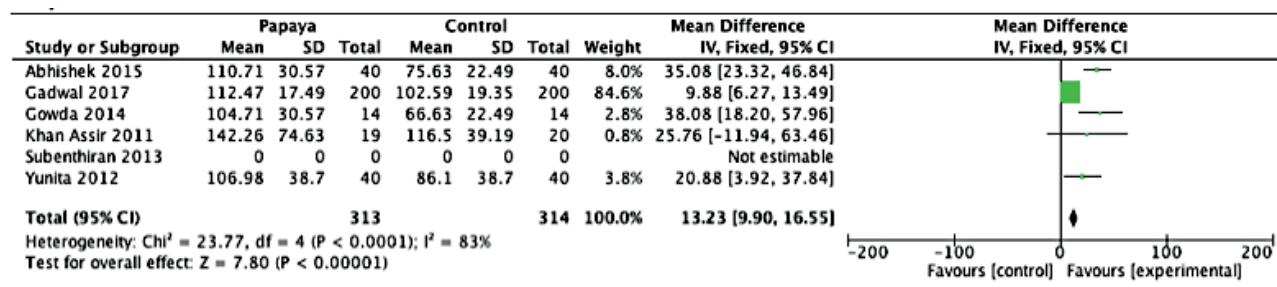 Papaya Control Mean Difference Mean Difference
Study or Subgroup Mean SD Total Mean SD Total Weight IV, Fixed, 95% CI IV, Fixed, 95% CI
Abhishek 2015 110.71 30.57 40 75.63 22.49 40 8.0% 35.08 [23.32, 46.84]
Gadwal 2017 112.47 17.49 200 102.59 19.35 200 84.6% 9.88 [6.27, 13.49]
Gowda 2014 104.71 30.57 14 66.63 22.49 14 2.8% 38.08 [18.20, 57.96]
Khan Assir 2011 142.26 74.63 19 116.5 39.19 20 0.8% 25.76 [-11.94, 63.46]
Subenthiran 2013 0 0 0 0 0 0 Not estimable
Yunita 2012 106.98 38.7 40 86.1 38.7 40 3.8% 20.88 [3.92, 37.84]
Total (95% CI) 313 314 100.0% 13.23 [9.90, 16.55]
Heterogeneity: Chi² = 23.77, df = 4 (P < 0.0001); I² = 83%
Test for overall effect: Z = 7.80 (P < 0.00001)
-200 -100 0 100 200
Favours [control] Favours [experimental]